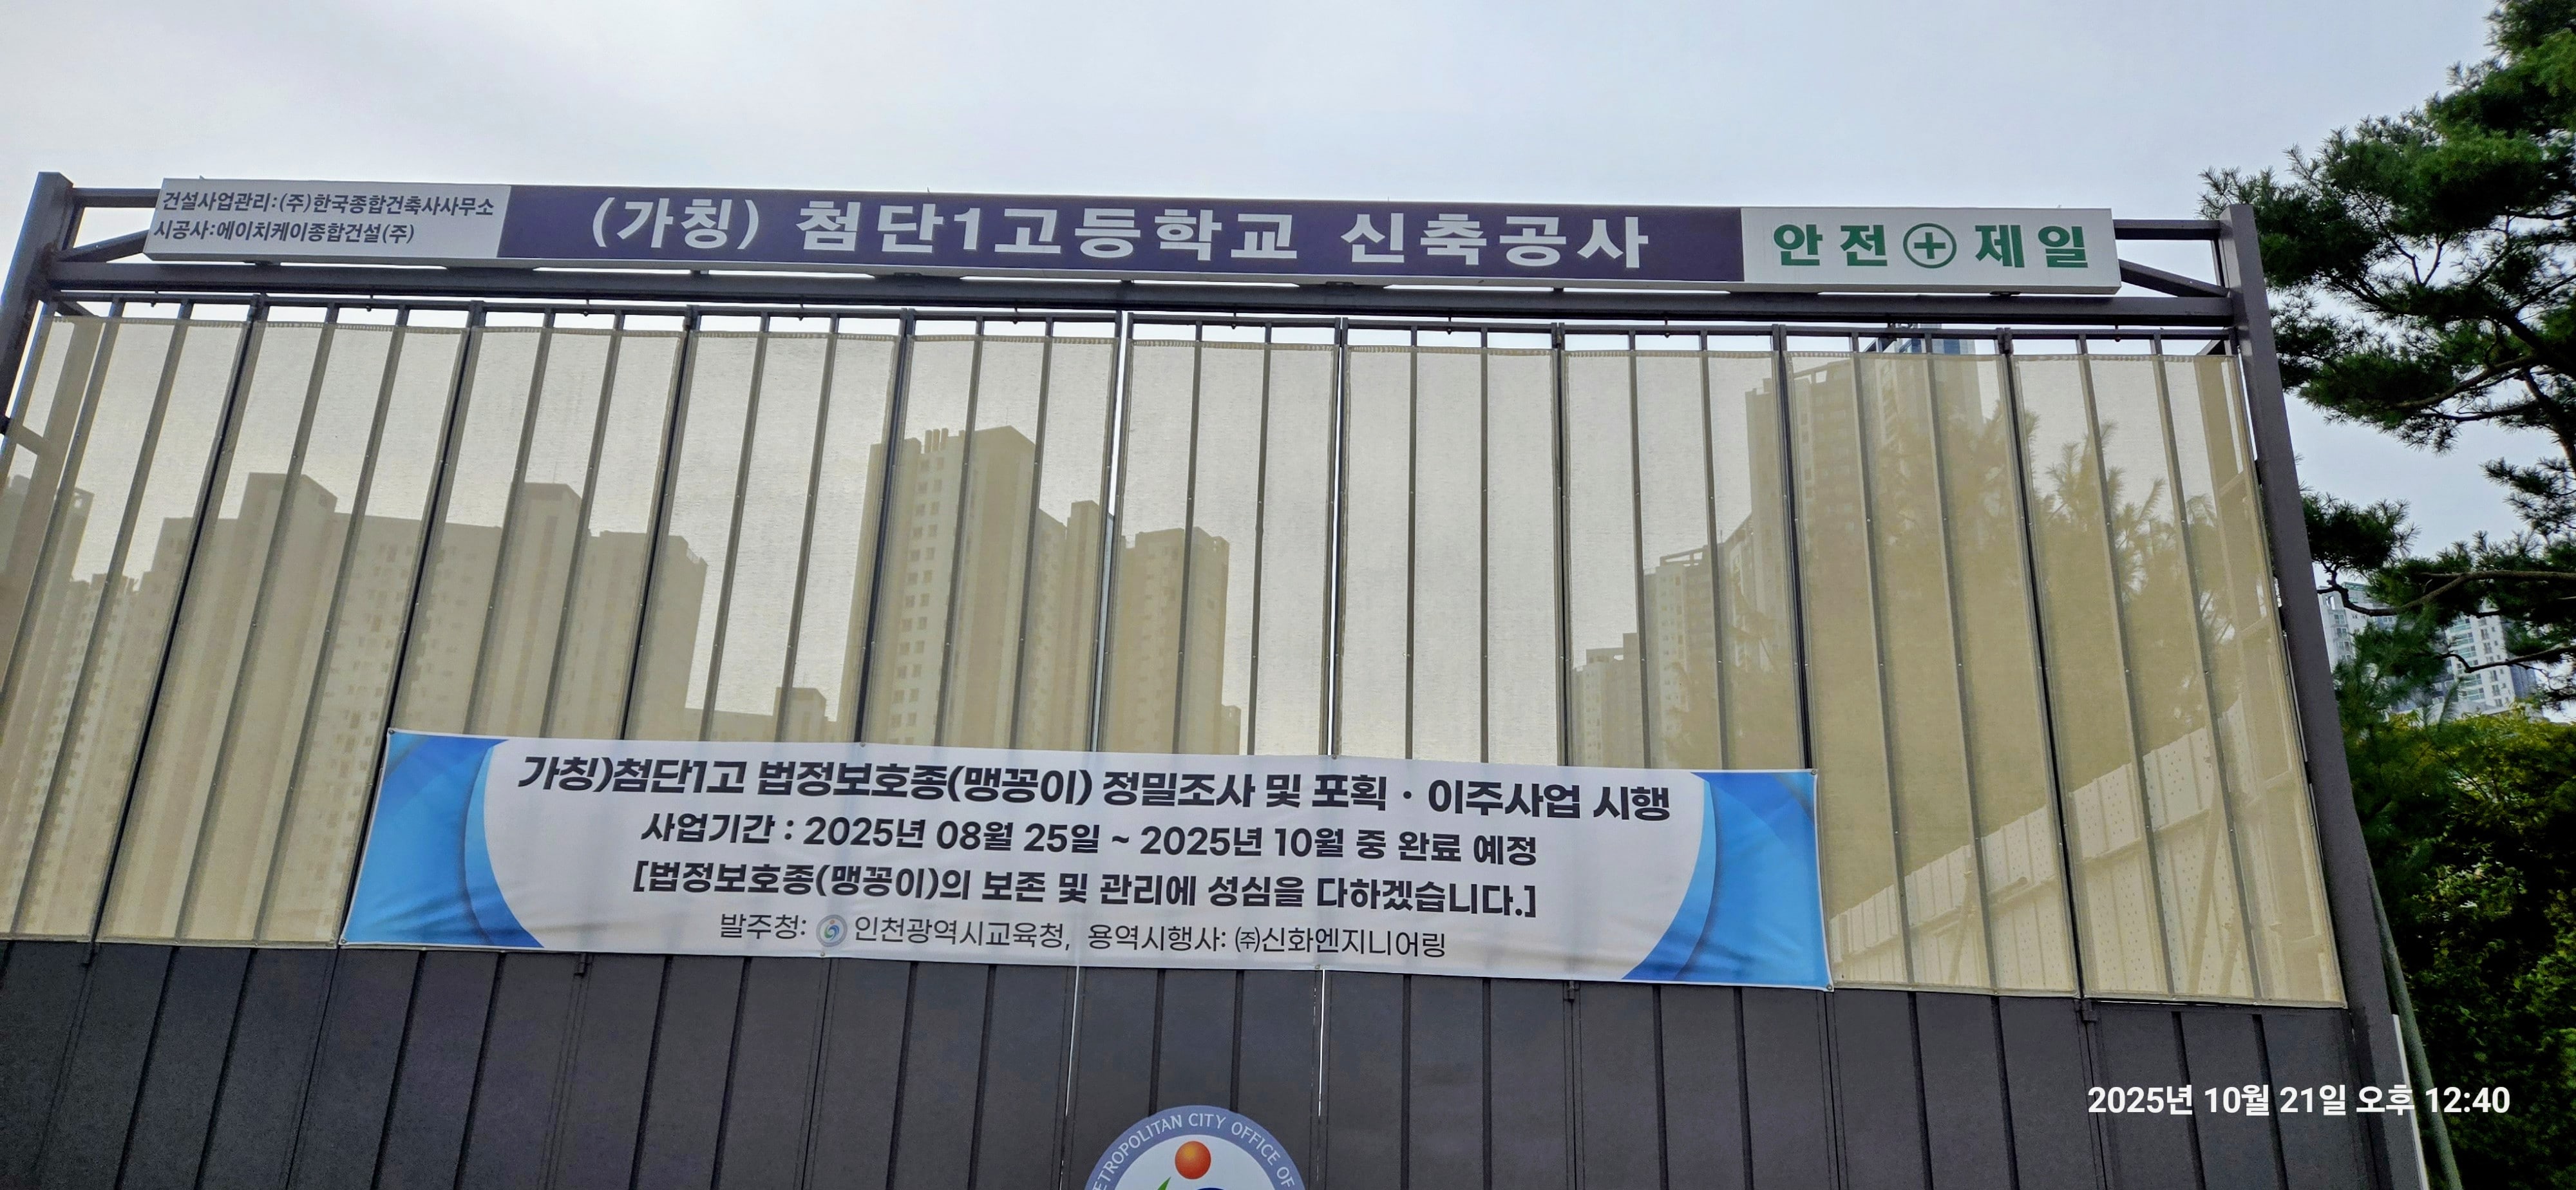 건설사업관리:(주)한국종합건축사사무소
시공사:에이치케이종합건설(주)
(가칭) 첨단1고등학교 신축공사
안전 제일
가칭)첨단1고 법정보호종(맹꽁이) 정밀조사 및 포획 · 이주사업 시행
사업기간 : 2025년 08월 25일 ~ 2025년 10월 중 완료 예정
[법정보호종(맹꽁이)의 보존 및 관리에 성심을 다하겠습니다.]
발주청: 인천광역시교육청, 용역시행사: ㈜신화엔지니어링
2025년 10월 21일 오후 12:40
ETROPOLITAN CITY OFFICE OF